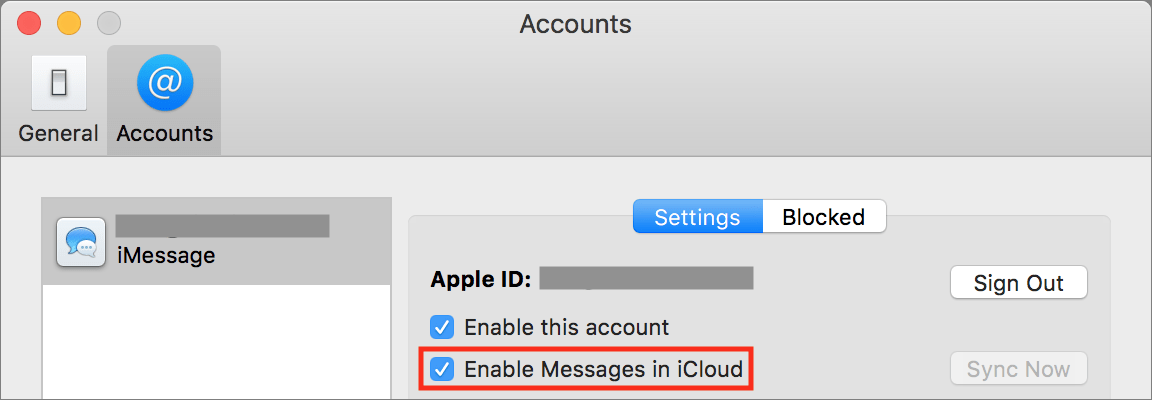 Accounts
@
General
Accounts
iMessage
Settings
Blocked
Apple ID:
Sign Out
Enable this account
Enable Messages in iCloud
Sync Now